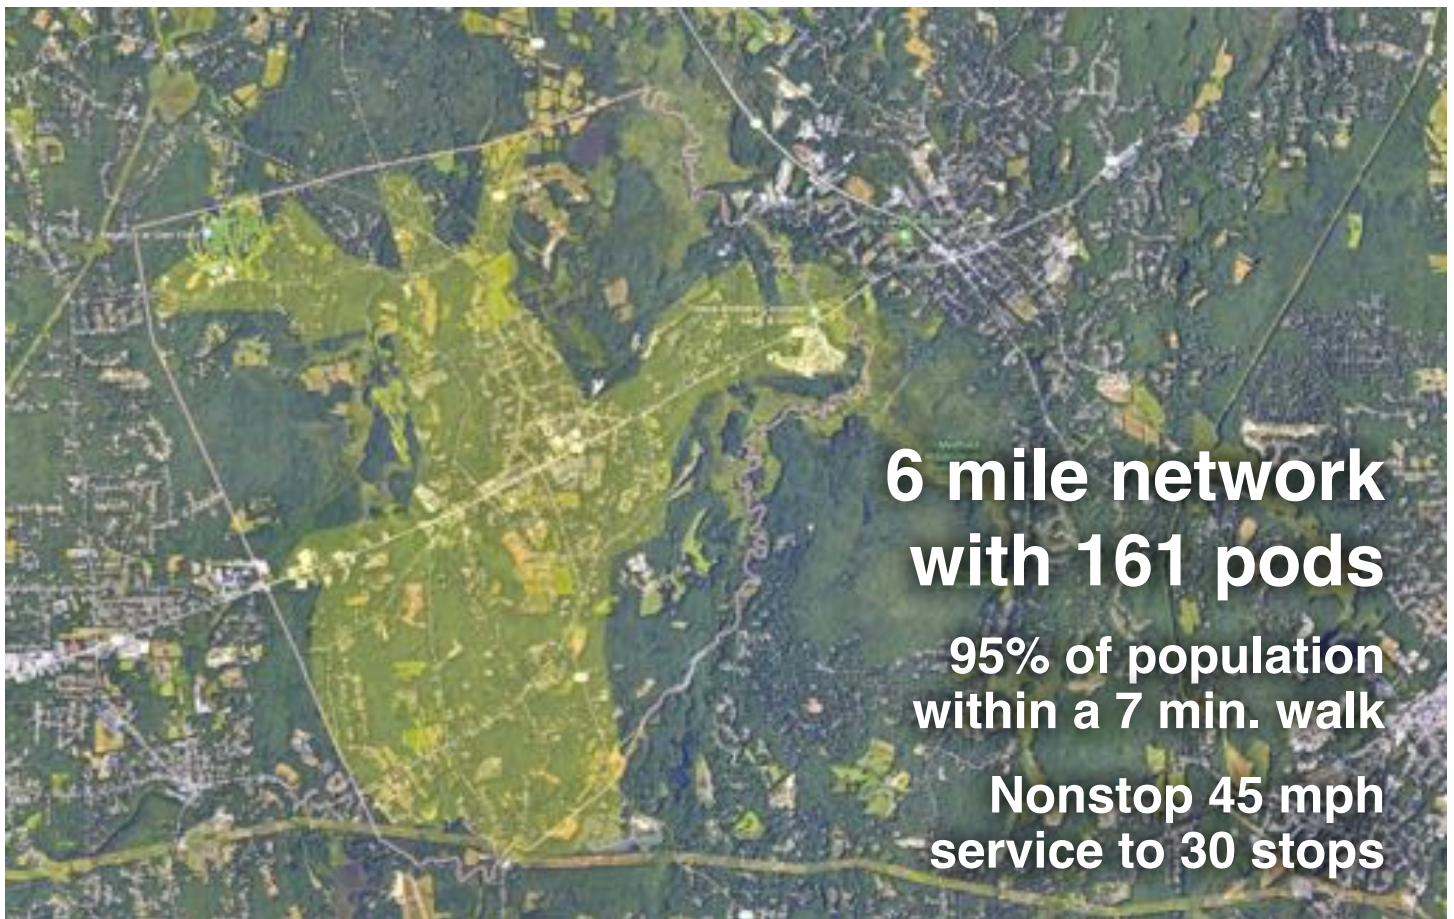 6 mile network
with 161 pods
95% of population
within a 7 min. walk
Nonstop 45 mph
service to 30 stops